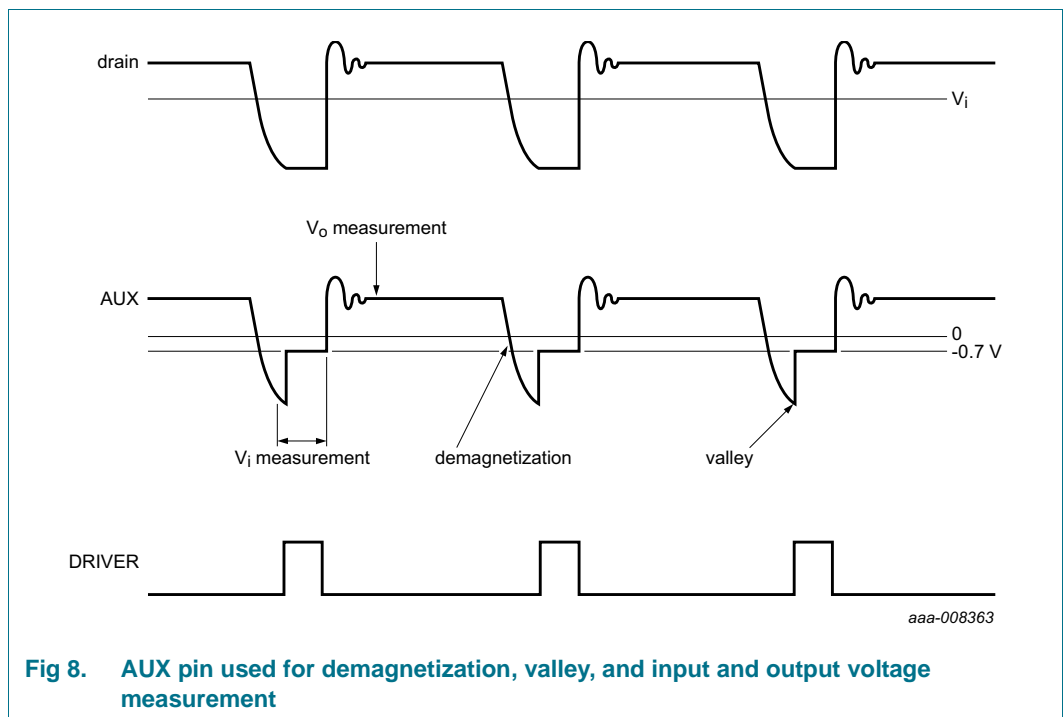 drain
Vi
Vo measurement
AUX
0
-0.7 V
Vi measurement
demagnetization
valley
DRIVER
aaa-008363
Fig 8. AUX pin used for demagnetization, valley, and input and output voltage
measurement